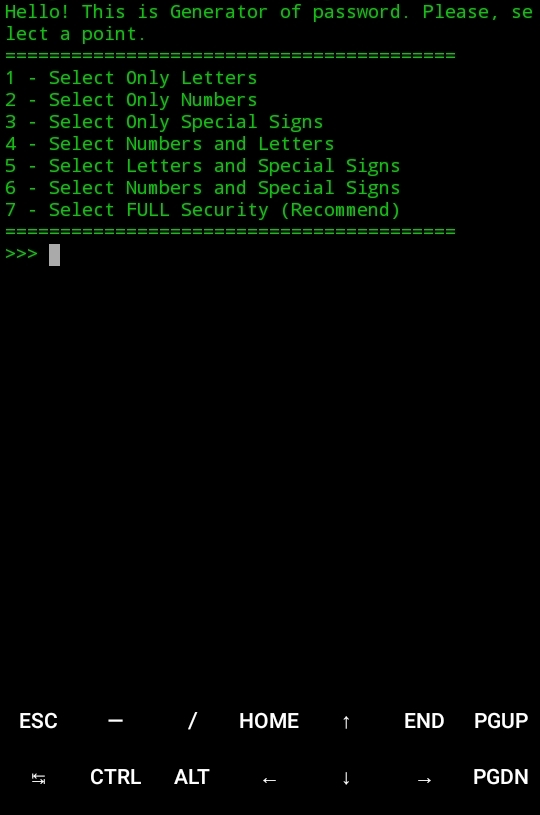 Hello! This is Generator of password. Please, se
lect a point.
=========================================
1 - Select Only Letters
2 - Select Only Numbers
3 - Select Only Special Signs
4 - Select Numbers and Letters
5 - Select Letters and Special Signs
6 - Select Numbers and Special Signs
7 - Select FULL Security (Recommend)
=========================================
>>>
ESC — / HOME ↑ END PGUP
↹ CTRL ALT ← ↓ → PGDN